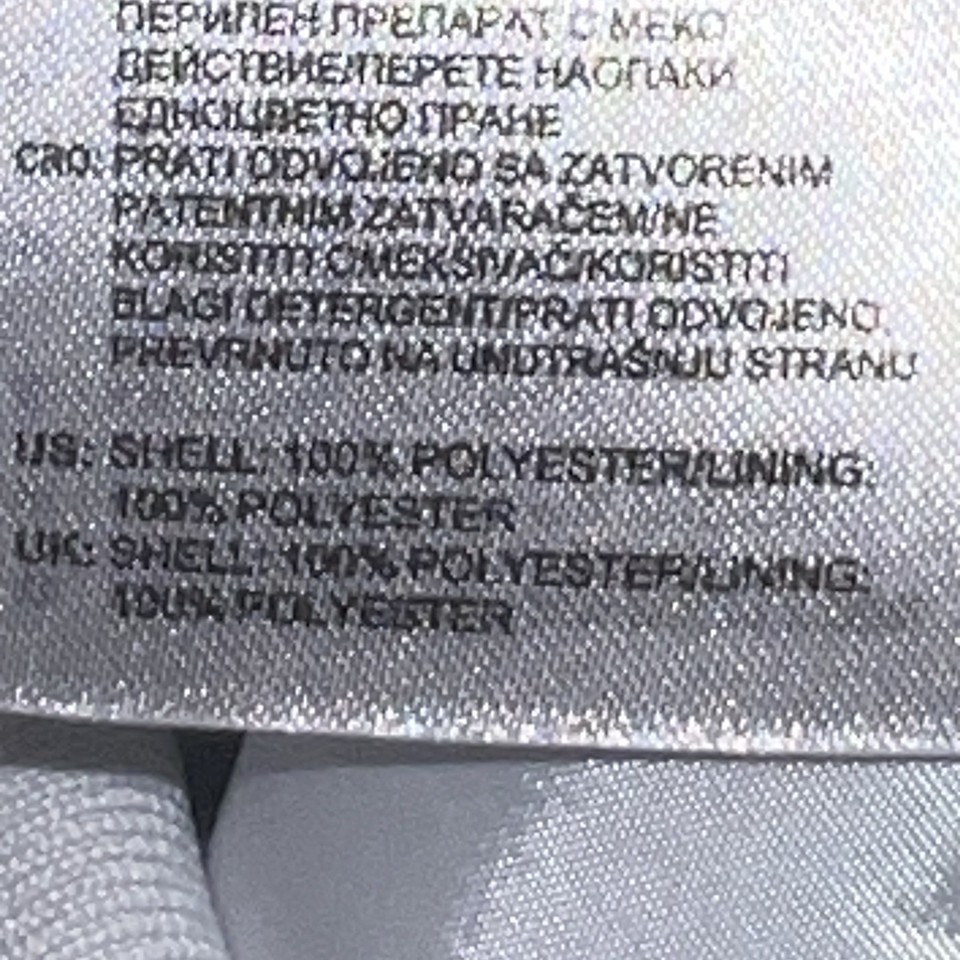 ПЕРИЛЕН ПРЕПАРАТ С МЕКО
ДЕЙСТВИЕ/ПЕРЕТЕ НАОПАКИ
ЕДНОЦВЕТНО ПРАНЕ
CRO: PRATI ODVOJENO SA ZATVORENIM
PATENTNIM ZATVARAČEM/NE
KORISTITI OMEKŠIVAČ/KORISTITI
BLAGI DETERGENT/PRATI ODVOJENO,
PREVRNUTO NA UNUTRAŠNJU STRANU
US: SHELL: 100% POLYESTER/LINING:
100% POLYESTER
UK: SHELL: 100% POLYESTER/LINING:
100% POLYESTER